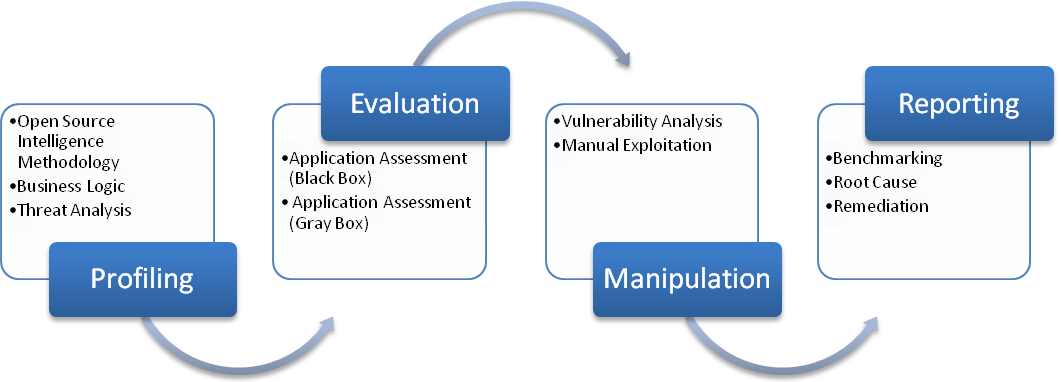 •Open Source
Intelligence
Methodology
•Business Logic
•Threat Analysis
Profiling
Evaluation
•Application Assessment
(Black Box)
• Application Assessment
(Gray Box)
•Vulnerability Analysis
•Manual Exploitation
Manipulation
Reporting
•Benchmarking
•Root Cause
•Remediation